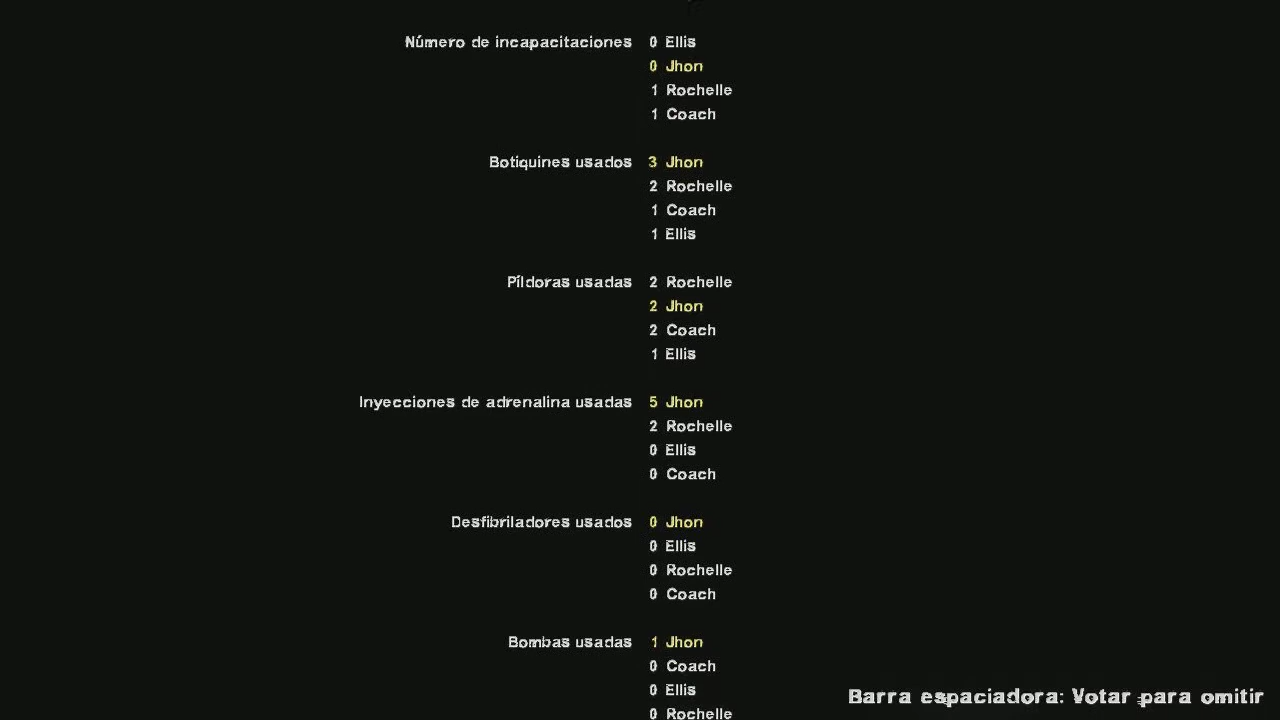 Número de incapacitaciones 0 Ellis
0 Jhon
1 Rochelle
1 Coach
Botiquines usados 3 Jhon
2 Rochelle
1 Coach
1 Ellis
Píldoras usadas 2 Rochelle
2 Jhon
2 Coach
1 Ellis
Inyecciones de adrenalina usadas 5 Jhon
2 Rochelle
0 Ellis
0 Coach
Desfibriladores usados 0 Jhon
0 Ellis
0 Rochelle
0 Coach
Bombas usadas 1 Jhon
0 Coach
0 Ellis
0 Rochelle
Barra espaciadora: Votar para omitir